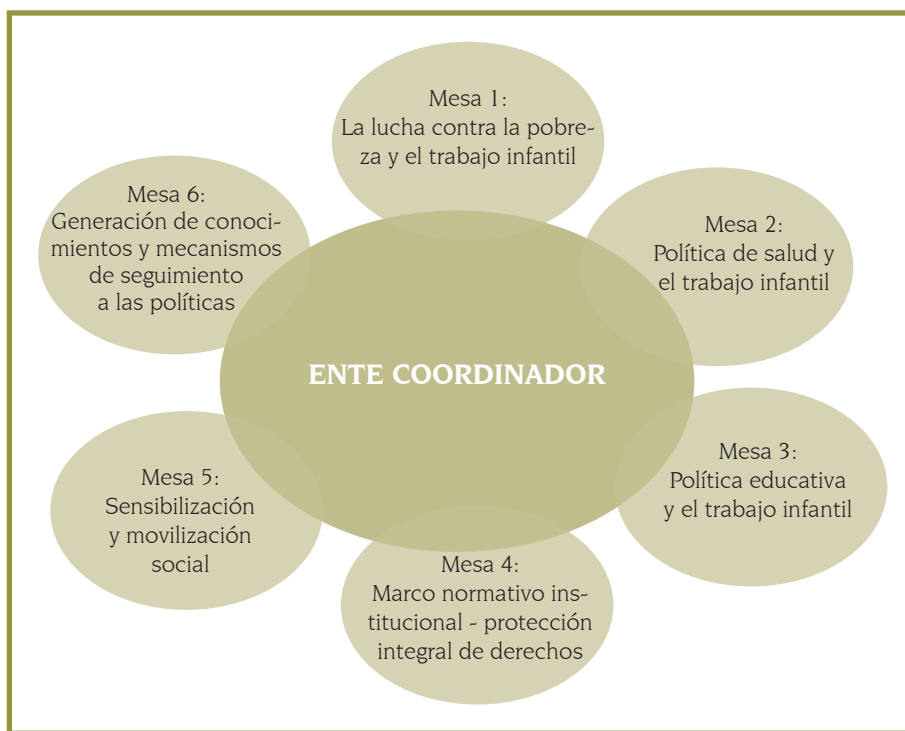 Mesa 1:
La lucha contra la pobre-
za y el trabajo infantil
Mesa 2:
Política de salud y
el trabajo infantil
Mesa 3:
Política educativa
y el trabajo infantil
Mesa 4:
Marco normativo ins-
titucional - protección
integral de derechos
Mesa 5:
Sensibilización
y movilización
social
Mesa 6:
Generación de conoci-
mientos y mecanismos
de seguimiento
a las políticas
ENTE COORDINADOR